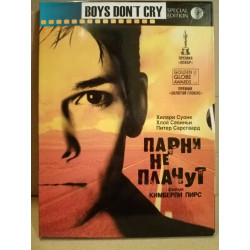 BOYS DON'T CRY
SPECIAL EDITION
ПРЕМИЯ
«ОСКАР»
GOLDEN GLOBE AWARDS
ПРЕМИЯ
«ЗОЛОТОЙ ГЛОБУС»
Хилари Суонк
Хлоя Севиньи
Питер Сарсгаард
ПАРНИ
НЕ
ПЛАЧУТ
фильм
КИМБЕРЛИ ПИРС